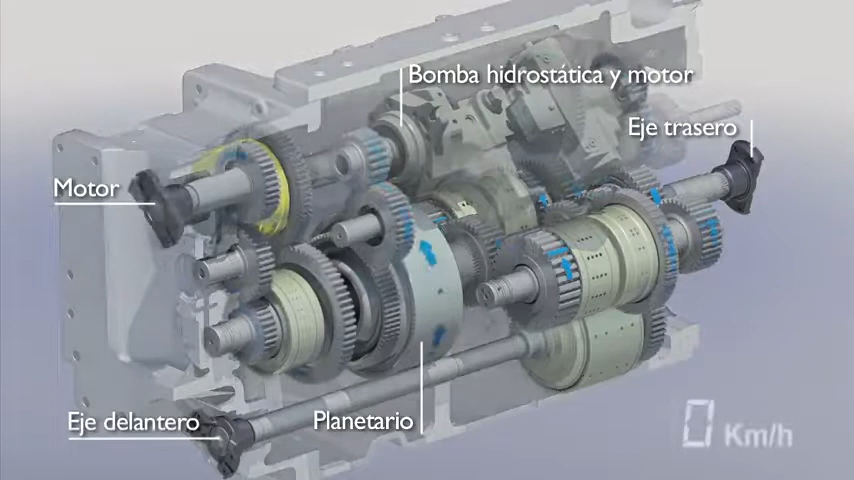 Bomba hidrostática y motor
Eje trasero
Motor
Eje delantero
Planetario
0 Km/h